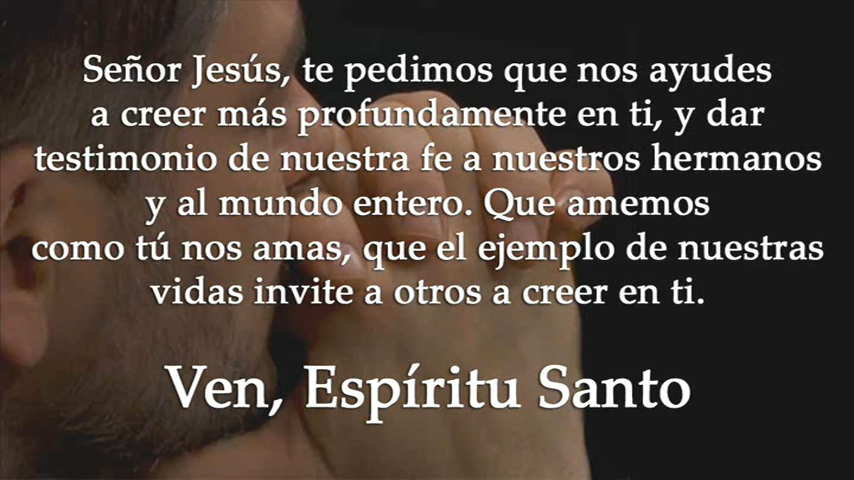 Señor Jesús, te pedimos que nos ayudes
a creer más profundamente en ti, y dar
testimonio de nuestra fe a nuestros hermanos
y al mundo entero. Que amemos
como tú nos amas, que el ejemplo de nuestras
vidas invite a otros a creer en ti.
Ven, Espíritu Santo